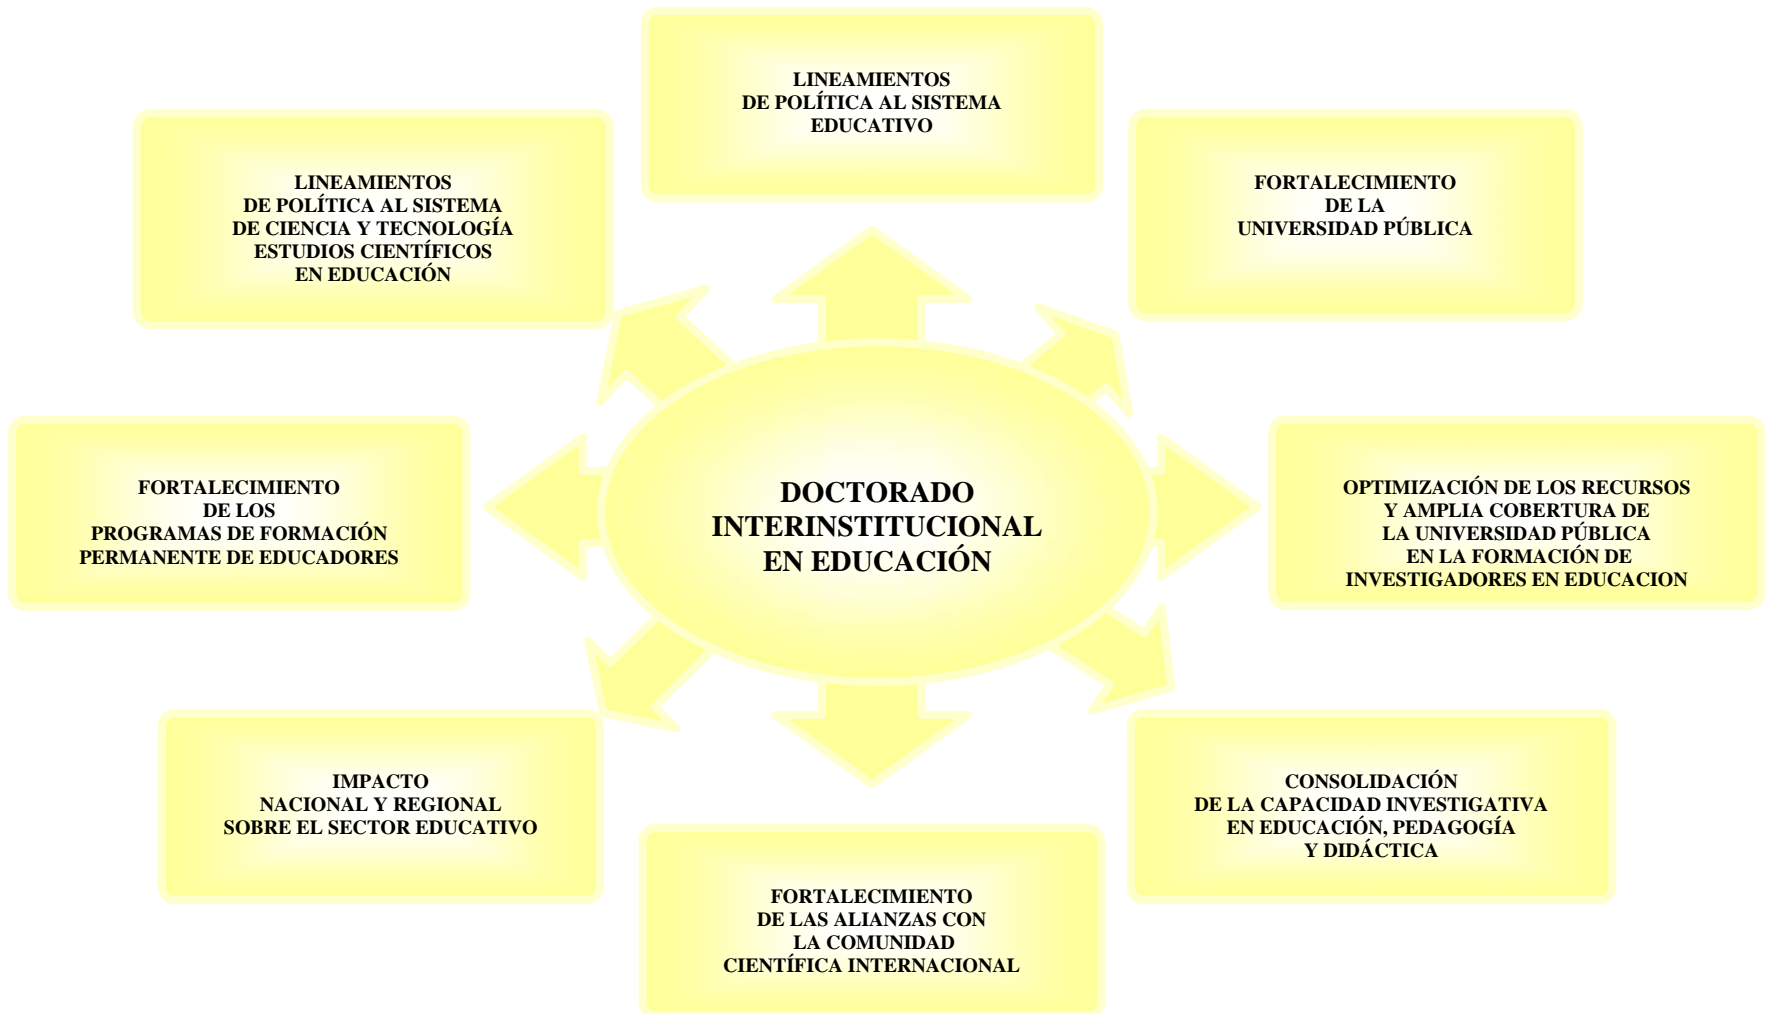 LINEAMIENTOS
DE POLÍTICA AL SISTEMA
EDUCATIVO
LINEAMIENTOS
DE POLÍTICA AL SISTEMA
DE CIENCIA Y TECNOLOGÍA
ESTUDIOS CIENTÍFICOS
EN EDUCACIÓN
FORTALECIMIENTO
DE LA
UNIVERSIDAD PÚBLICA
FORTALECIMIENTO
DE LOS
PROGRAMAS DE FORMACIÓN
PERMANENTE DE EDUCADORES
DOCTORADO
INTERINSTITUCIONAL
EN EDUCACIÓN
OPTIMIZACIÓN DE LOS RECURSOS
Y AMPLIA COBERTURA DE
LA UNIVERSIDAD PÚBLICA
EN LA FORMACIÓN DE
INVESTIGADORES EN EDUCACION
IMPACTO
NACIONAL Y REGIONAL
SOBRE EL SECTOR EDUCATIVO
CONSOLIDACIÓN
DE LA CAPACIDAD INVESTIGATIVA
EN EDUCACIÓN, PEDAGOGÍA
Y DIDÁCTICA
FORTALECIMIENTO
DE LAS ALIANZAS CON
LA COMUNIDAD
CIENTÍFICA INTERNACIONAL